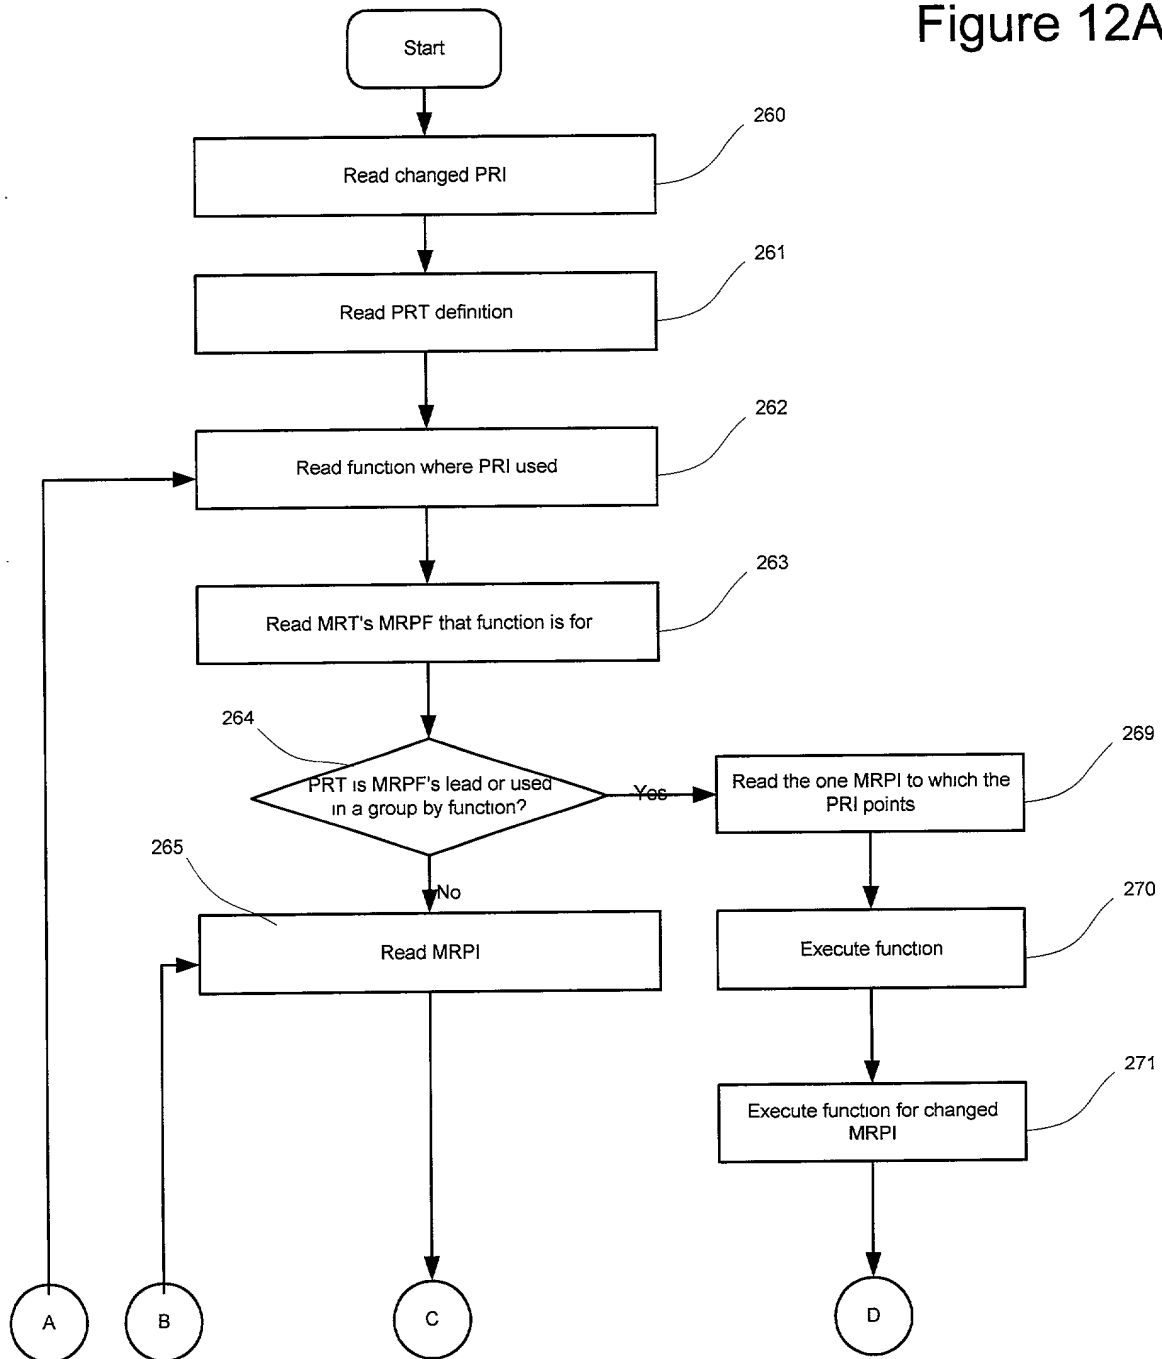 Figure 12A
Start
260
Read changed PRI
261
Read PRT definition
262
Read function where PRI used
263
Read MRT's MRPF that function is for
264
PRT is MRPF's lead or used
in a group by function?
Yes
269
Read the one MRPI to which the
PRI points
265
No
Read MRPI
270
Execute function
271
Execute function for changed
MRPI
A
B
C
D